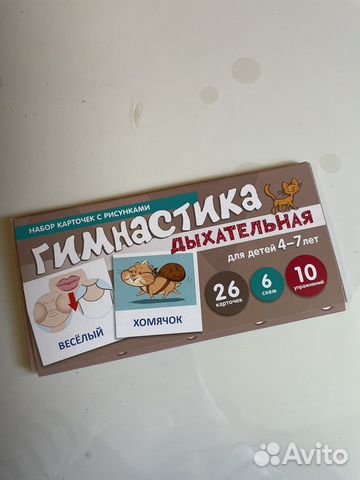 НАБОР КАРТОЧЕК С РИСУНКАМИ
ГИМНАСТИКА
ДЫХАТЕЛЬНАЯ
для детей 4–7 лет
26 карточек
6 схем
10 упражнений
ВЕСЁЛЫЙ
ХОМЯЧОК
Avito